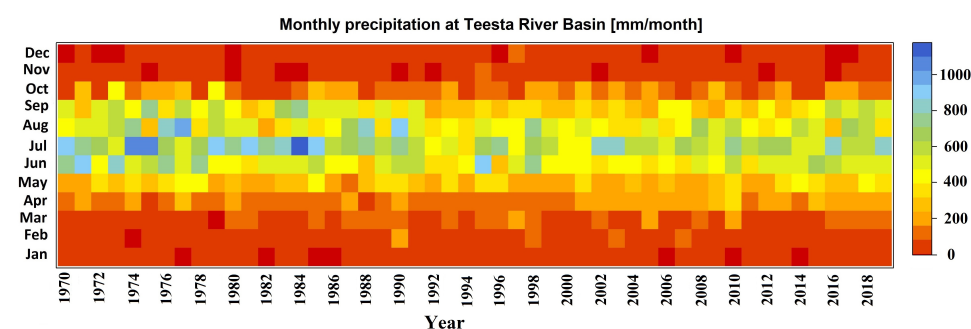 Monthly precipitation at Teesta River Basin [mm/month]
Dec
Nov
Oct
Sep
Aug
Jul
Jun
May
Apr
Mar
Feb
Jan
1970 1972 1974 1976 1978 1980 1982 1984 1986 1988 1990 1992 1994 1996 1998 2000 2002 2004 2006 2008 2010 2012 2014 2016 2018
Year
1000
800
600
400
200
0